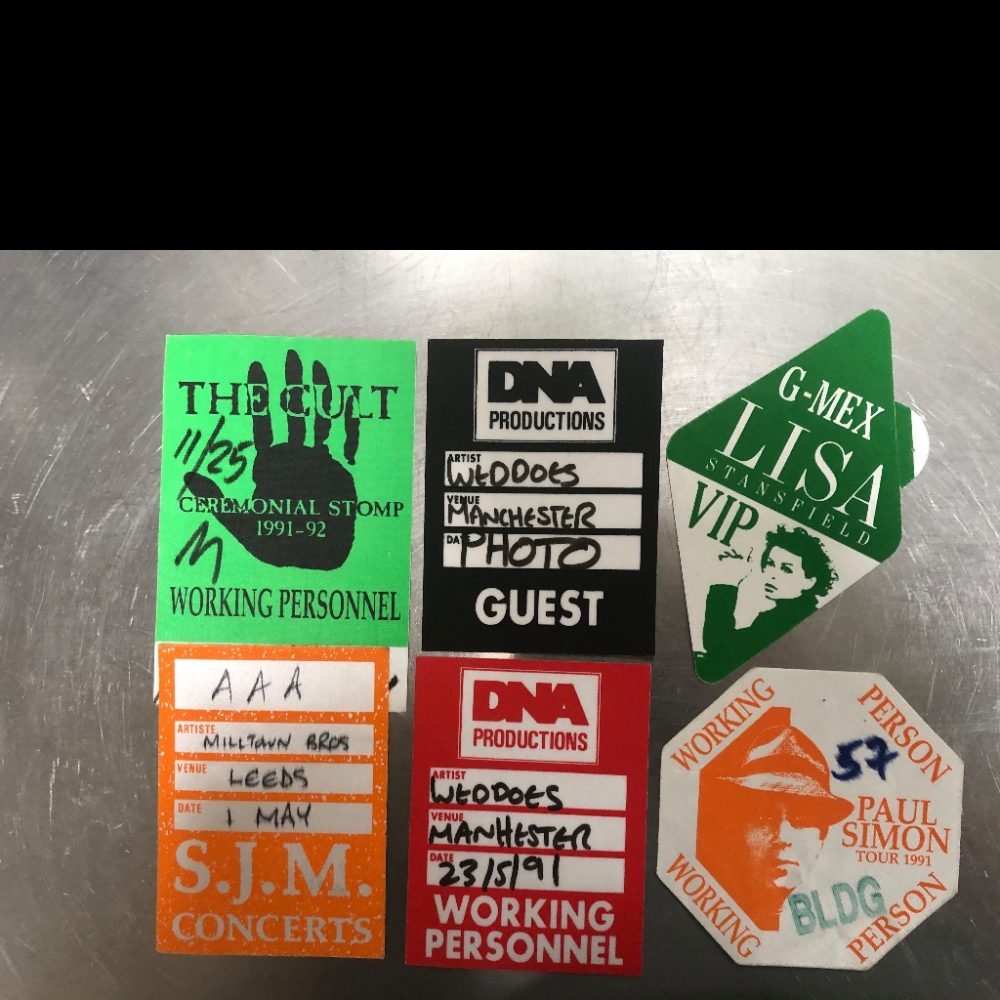 THE CULT
11/25
CEREMONIAL STOMP
1991-92
M
WORKING PERSONNEL
DNA
PRODUCTIONS
ARTIST
WEDDOES
VENUE
MANCHESTER
PHOTO
GUEST
G-MEX
LISA
STANSFIELD
VIP
AAA
ARTISTE
MILLTOWN BROS
VENUE
LEEDS
DATE
1 MAY
S.J.M.
CONCERTS
DNA
PRODUCTIONS
ARTIST
WEDDOES
VENUE
MANHESTER
DATE
23/5/91
WORKING
PERSONNEL
WORKING
PERSON
57
PAUL
SIMON
TOUR 1991
BLDG
WORKING
PERSON